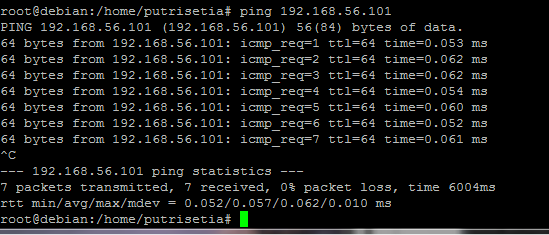 root@debian:/home/putrisetia# ping 192.168.56.101
PING 192.168.56.101 (192.168.56.101) 56(84) bytes of data.
64 bytes from 192.168.56.101: icmp_req=1 ttl=64 time=0.053 ms
64 bytes from 192.168.56.101: icmp_req=2 ttl=64 time=0.062 ms
64 bytes from 192.168.56.101: icmp_req=3 ttl=64 time=0.062 ms
64 bytes from 192.168.56.101: icmp_req=4 ttl=64 time=0.054 ms
64 bytes from 192.168.56.101: icmp_req=5 ttl=64 time=0.060 ms
64 bytes from 192.168.56.101: icmp_req=6 ttl=64 time=0.052 ms
64 bytes from 192.168.56.101: icmp_req=7 ttl=64 time=0.061 ms
^C
--- 192.168.56.101 ping statistics ---
7 packets transmitted, 7 received, 0% packet loss, time 6004ms
rtt min/avg/max/mdev = 0.052/0.057/0.062/0.010 ms
root@debian:/home/putrisetia#